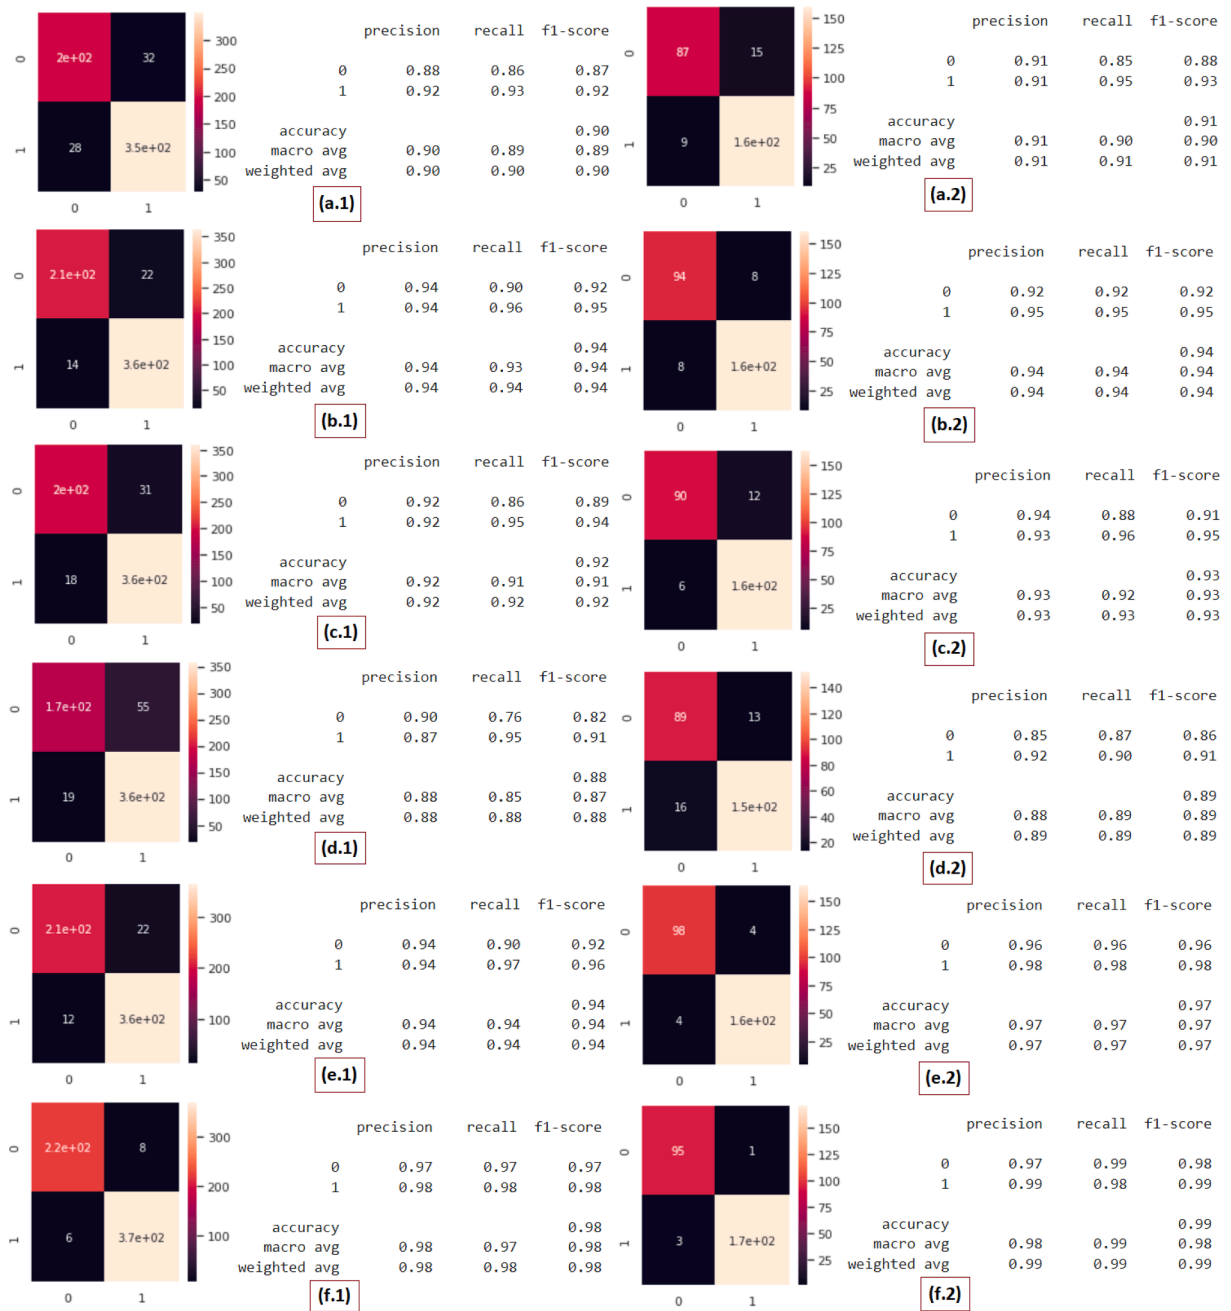 precision recall f1-score
0 0.88 0.86 0.87
1 0.92 0.93 0.92
accuracy 0.90
macro avg 0.90 0.89 0.89
weighted avg 0.90 0.90 0.90
0 2e+02 32
1 28 3.5e+02
0 1
350
300
250
200
150
100
50
(a.1)
precision recall f1-score
0 0.91 0.85 0.88
1 0.91 0.95 0.93
accuracy 0.91
macro avg 0.91 0.90 0.90
weighted avg 0.91 0.91 0.91
0 87 15
1 9 1.6e+02
0 1
150
125
100
75
50
25
(a.2)
precision recall f1-score
0 0.94 0.90 0.92
1 0.94 0.96 0.95
accuracy 0.94
macro avg 0.94 0.93 0.94
weighted avg 0.94 0.94 0.94
0 2.1e+02 22
1 14 3.6e+02
0 1
350
300
250
200
150
100
50
(b.1)
precision recall f1-score
0 0.92 0.92 0.92
1 0.95 0.95 0.95
accuracy 0.94
macro avg 0.94 0.94 0.94
weighted avg 0.94 0.94 0.94
0 94 8
1 8 1.6e+02
0 1
150
125
100
75
50
25
(b.2)
precision recall f1-score
0 0.92 0.86 0.89
1 0.92 0.95 0.94
accuracy 0.92
macro avg 0.92 0.91 0.91
weighted avg 0.92 0.92 0.92
0 2e+02 31
1 18 3.6e+02
0 1
350
300
250
200
150
100
50
(c.1)
precision recall f1-score
0 0.94 0.88 0.91
1 0.93 0.96 0.95
accuracy 0.93
macro avg 0.93 0.92 0.93
weighted avg 0.93 0.93 0.93
0 90 12
1 6 1.6e+02
0 1
150
125
100
75
50
25
(c.2)
precision recall f1-score
0 0.90 0.76 0.82
1 0.87 0.95 0.91
accuracy 0.88
macro avg 0.88 0.85 0.87
weighted avg 0.88 0.88 0.88
0 1.7e+02 55
1 19 3.6e+02
0 1
350
300
250
200
150
100
50
(d.1)
precision recall f1-score
0 0.85 0.87 0.86
1 0.92 0.90 0.91
accuracy 0.89
macro avg 0.88 0.89 0.89
weighted avg 0.89 0.89 0.89
0 89 13
1 16 1.5e+02
0 1
140
120
100
80
60
40
20
(d.2)
precision recall f1-score
0 0.94 0.90 0.92
1 0.94 0.97 0.96
accuracy 0.94
macro avg 0.94 0.94 0.94
weighted avg 0.94 0.94 0.94
0 2.1e+02 22
1 12 3.6e+02
0 1
300
200
100
(e.1)
precision recall f1-score
0 0.96 0.96 0.96
1 0.98 0.98 0.98
accuracy 0.97
macro avg 0.97 0.97 0.97
weighted avg 0.97 0.97 0.97
0 98 4
1 4 1.6e+02
0 1
150
125
100
75
50
25
(e.2)
precision recall f1-score
0 0.97 0.97 0.97
1 0.98 0.98 0.98
accuracy 0.98
macro avg 0.98 0.97 0.98
weighted avg 0.98 0.98 0.98
0 2.2e+02 8
1 6 3.7e+02
0 1
300
200
100
(f.1)
precision recall f1-score
0 0.97 0.99 0.98
1 0.99 0.98 0.99
accuracy 0.99
macro avg 0.98 0.99 0.98
weighted avg 0.99 0.99 0.99
0 95 1
1 3 1.7e+02
0 1
150
125
100
75
50
25
(f.2)